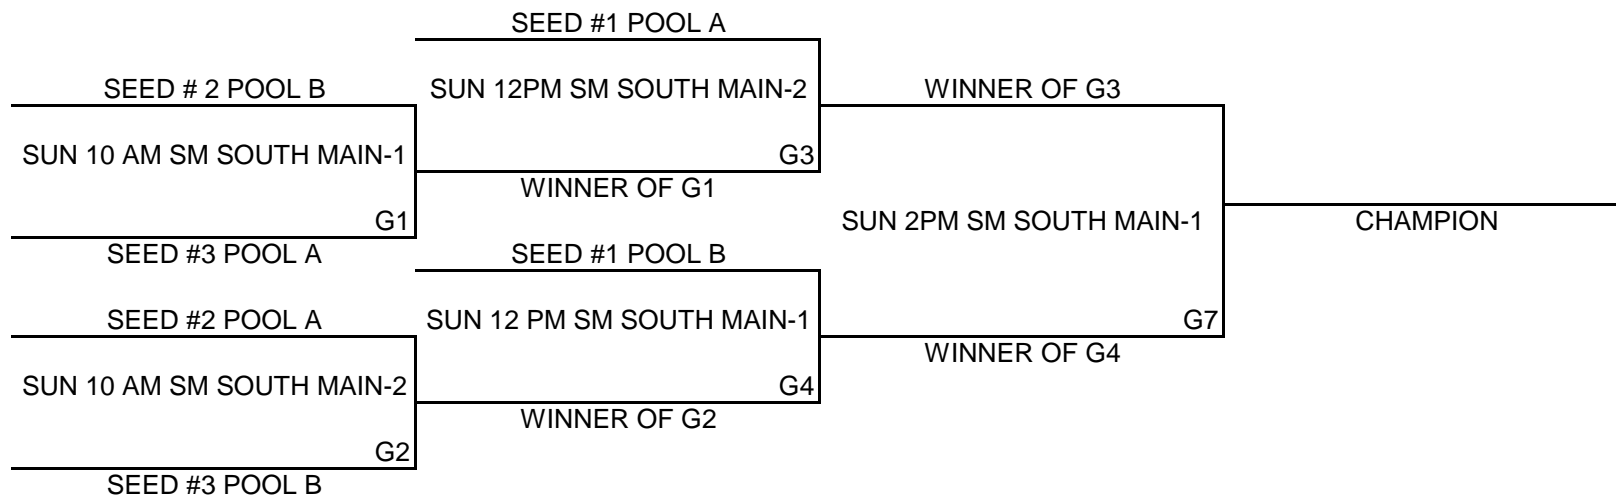 SEED #1 POOL A
SEED # 2 POOL B
SUN 12PM SM SOUTH MAIN-2
WINNER OF G3
SUN 10 AM SM SOUTH MAIN-1
G3
WINNER OF G1
G1
SUN 2PM SM SOUTH MAIN-1
CHAMPION
SEED #3 POOL A
SEED #1 POOL B
SEED #2 POOL A
SUN 12 PM SM SOUTH MAIN-1
G7
WINNER OF G4
SUN 10 AM SM SOUTH MAIN-2
G4
WINNER OF G2
G2
SEED #3 POOL B